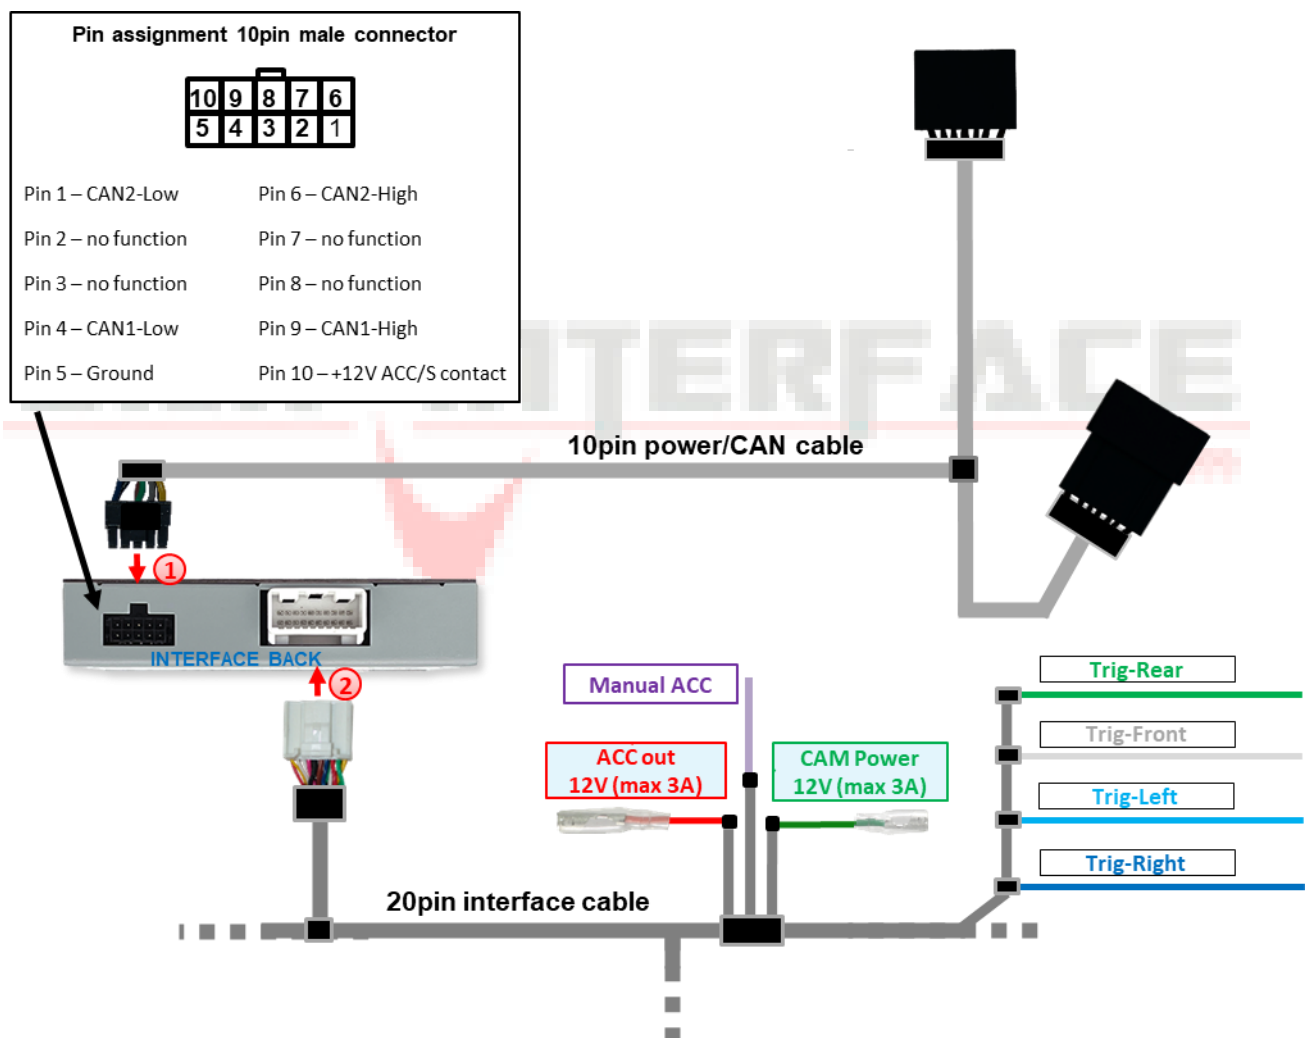 Pin assignment 10pin male connector
10 9 8 7 6
5 4 3 2 1
Pin 1 – CAN2-Low
Pin 6 – CAN2-High
Pin 2 – no function
Pin 7 – no function
Pin 3 – no function
Pin 8 – no function
Pin 4 – CAN1-Low
Pin 9 – CAN1-High
Pin 5 – Ground
Pin 10 – +12V ACC/S contact
INTERFACE
10pin power/CAN cable
1
INTERFACE BACK
2
Manual ACC
ACC out
12V (max 3A)
CAM Power
12V (max 3A)
Trig-Rear
Trig-Front
Trig-Left
Trig-Right
20pin interface cable